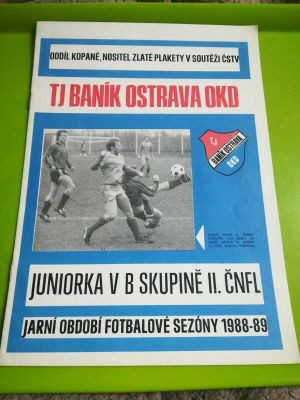 ODDÍL KOPANÉ, NOSITEL ZLATÉ PLAKETY V SOUTĚŽI ČSTV
TJ BANÍK OSTRAVA OKD
TJ
BANÍK OSTRAVA
OKD
JUNIORKA V B SKUPINĚ II. ČNFL
JARNÍ OBDOBÍ FOTBALOVÉ SEZÓNY 1988-89